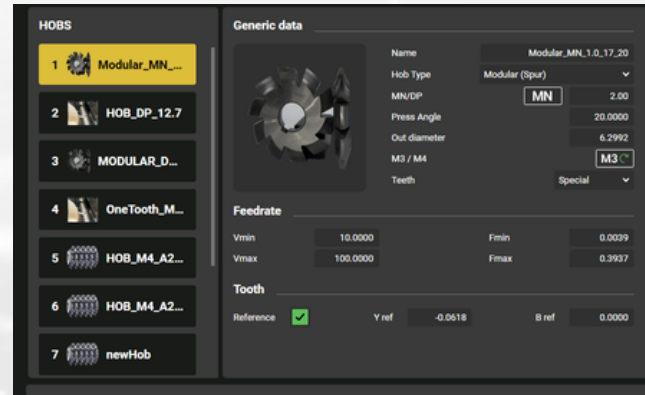 HOBS
1 Modular_MN_...
2 HOB_DP_12.7
3 MODULAR_D...
4 OneTooth_M...
5 HOB_M4_A2...
6 HOB_M4_A2...
7 newHob
Generic data
Name Modular_MN_1.0_17_20
Hob Type Modular (Spur)
MN/DP MN 2.00
Press Angle 20.0000
Out diameter 6.2992
M3 / M4 M3
Teeth Special
Feedrate
Vmin 10.0000 Fmin 0.0039
Vmax 100.0000 Fmax 0.3937
Tooth
Reference Y ref -0.0618 B ref 0.0000